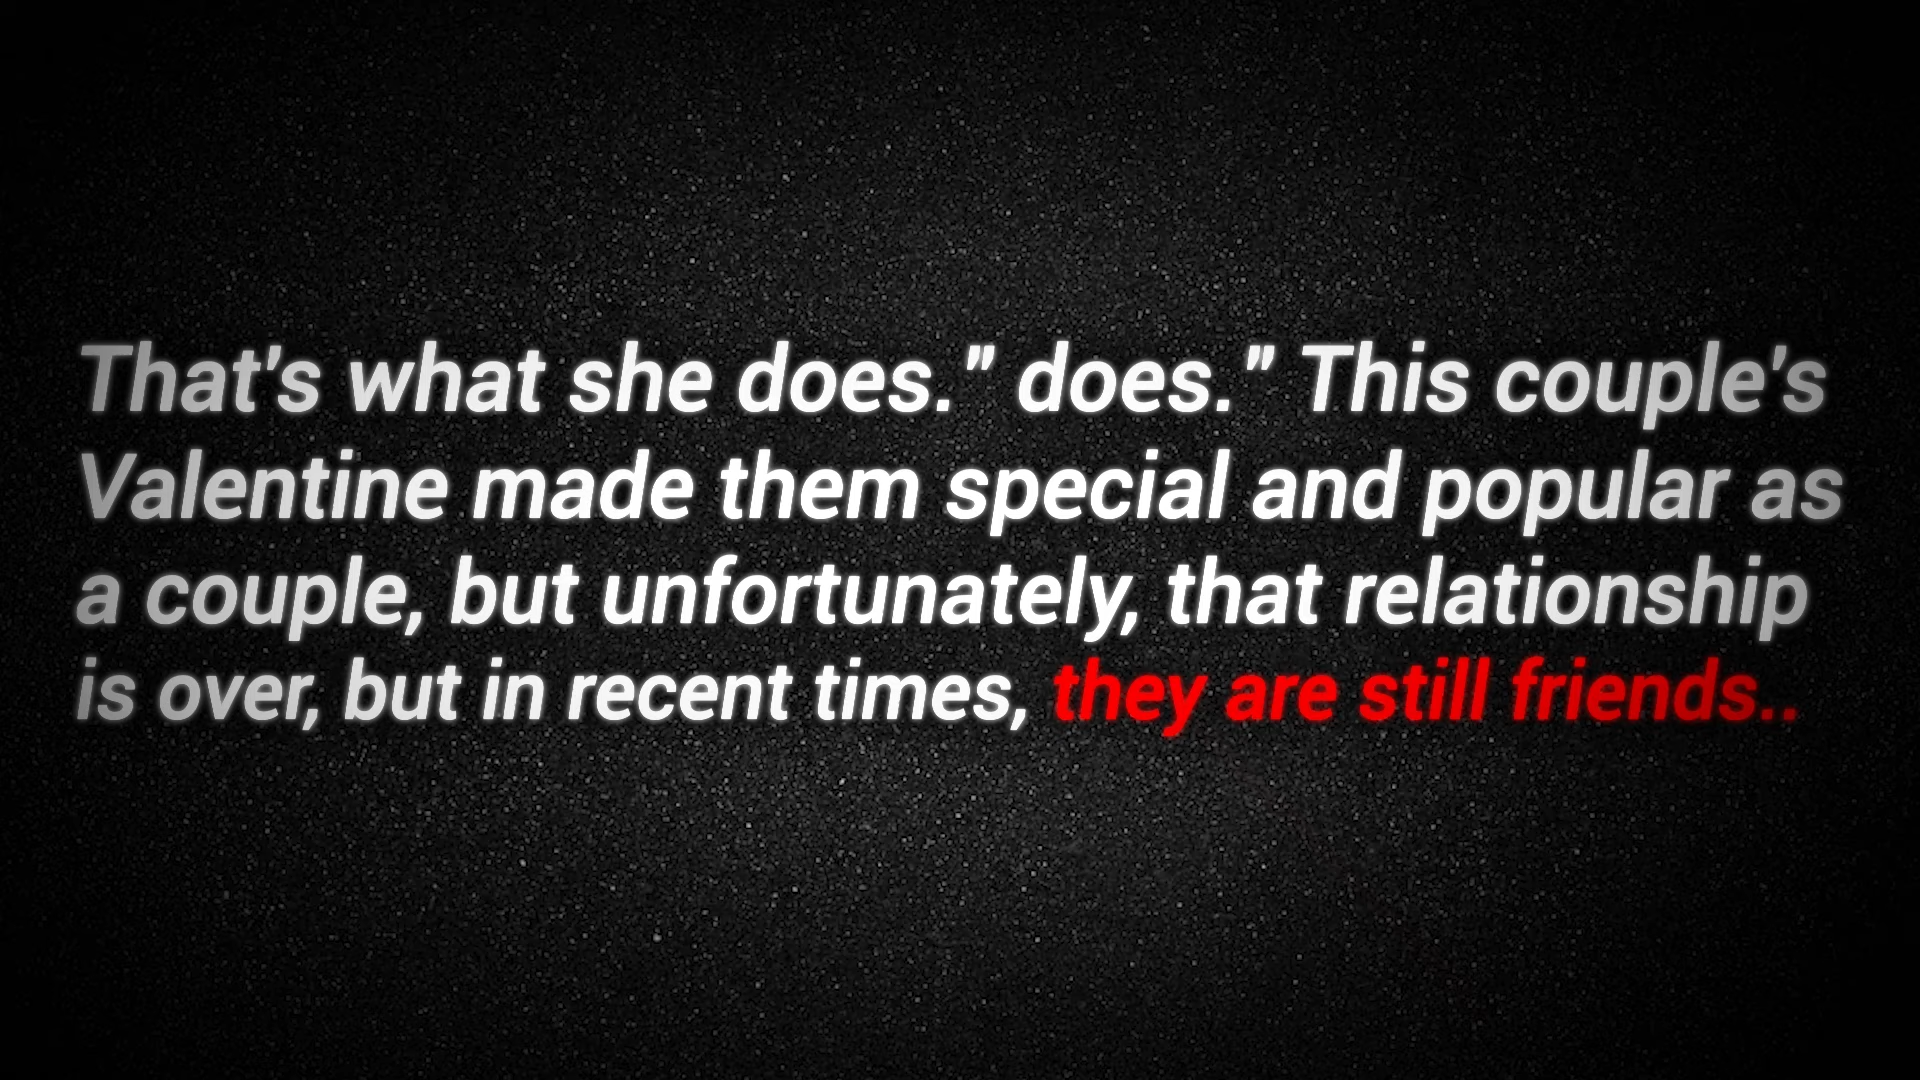 That's what she does." does." This couple's
Valentine made them special and popular as
a couple, but unfortunately, that relationship
is over, but in recent times, they are still friends..